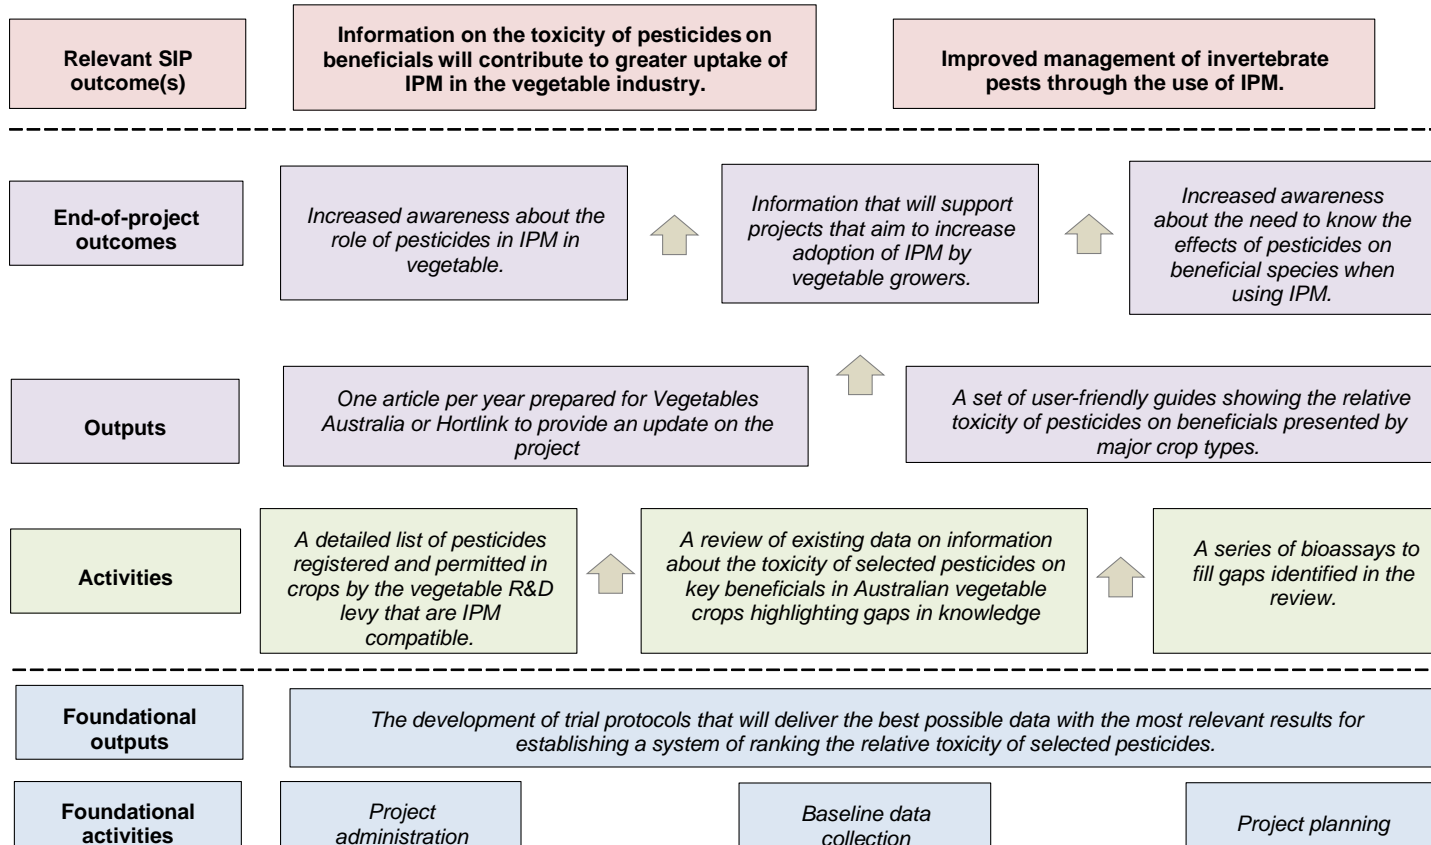 Relevant SIP
outcome(s)
Information on the toxicity of pesticides on
beneficials will contribute to greater uptake of
IPM in the vegetable industry.
Improved management of invertebrate
pests through the use of IPM.
End-of-project
outcomes
Increased awareness about the
role of pesticides in IPM in
vegetable.
Information that will support
projects that aim to increase
adoption of IPM by
vegetable growers.
Increased awareness
about the need to know the
effects of pesticides on
beneficial species when
using IPM.
Outputs
One article per year prepared for Vegetables
Australia or Hortlink to provide an update on the
project
A set of user-friendly guides showing the relative
toxicity of pesticides on beneficials presented by
major crop types.
Activities
A detailed list of pesticides
registered and permitted in
crops by the vegetable R&D
levy that are IPM
compatible.
A review of existing data on information
about the toxicity of selected pesticides on
key beneficials in Australian vegetable
crops highlighting gaps in knowledge
A series of bioassays to
fill gaps identified in the
review.
Foundational
outputs
The development of trial protocols that will deliver the best possible data with the most relevant results for
establishing a system of ranking the relative toxicity of selected pesticides.
Foundational
activities
Project
administration
Baseline data
collection
Project planning